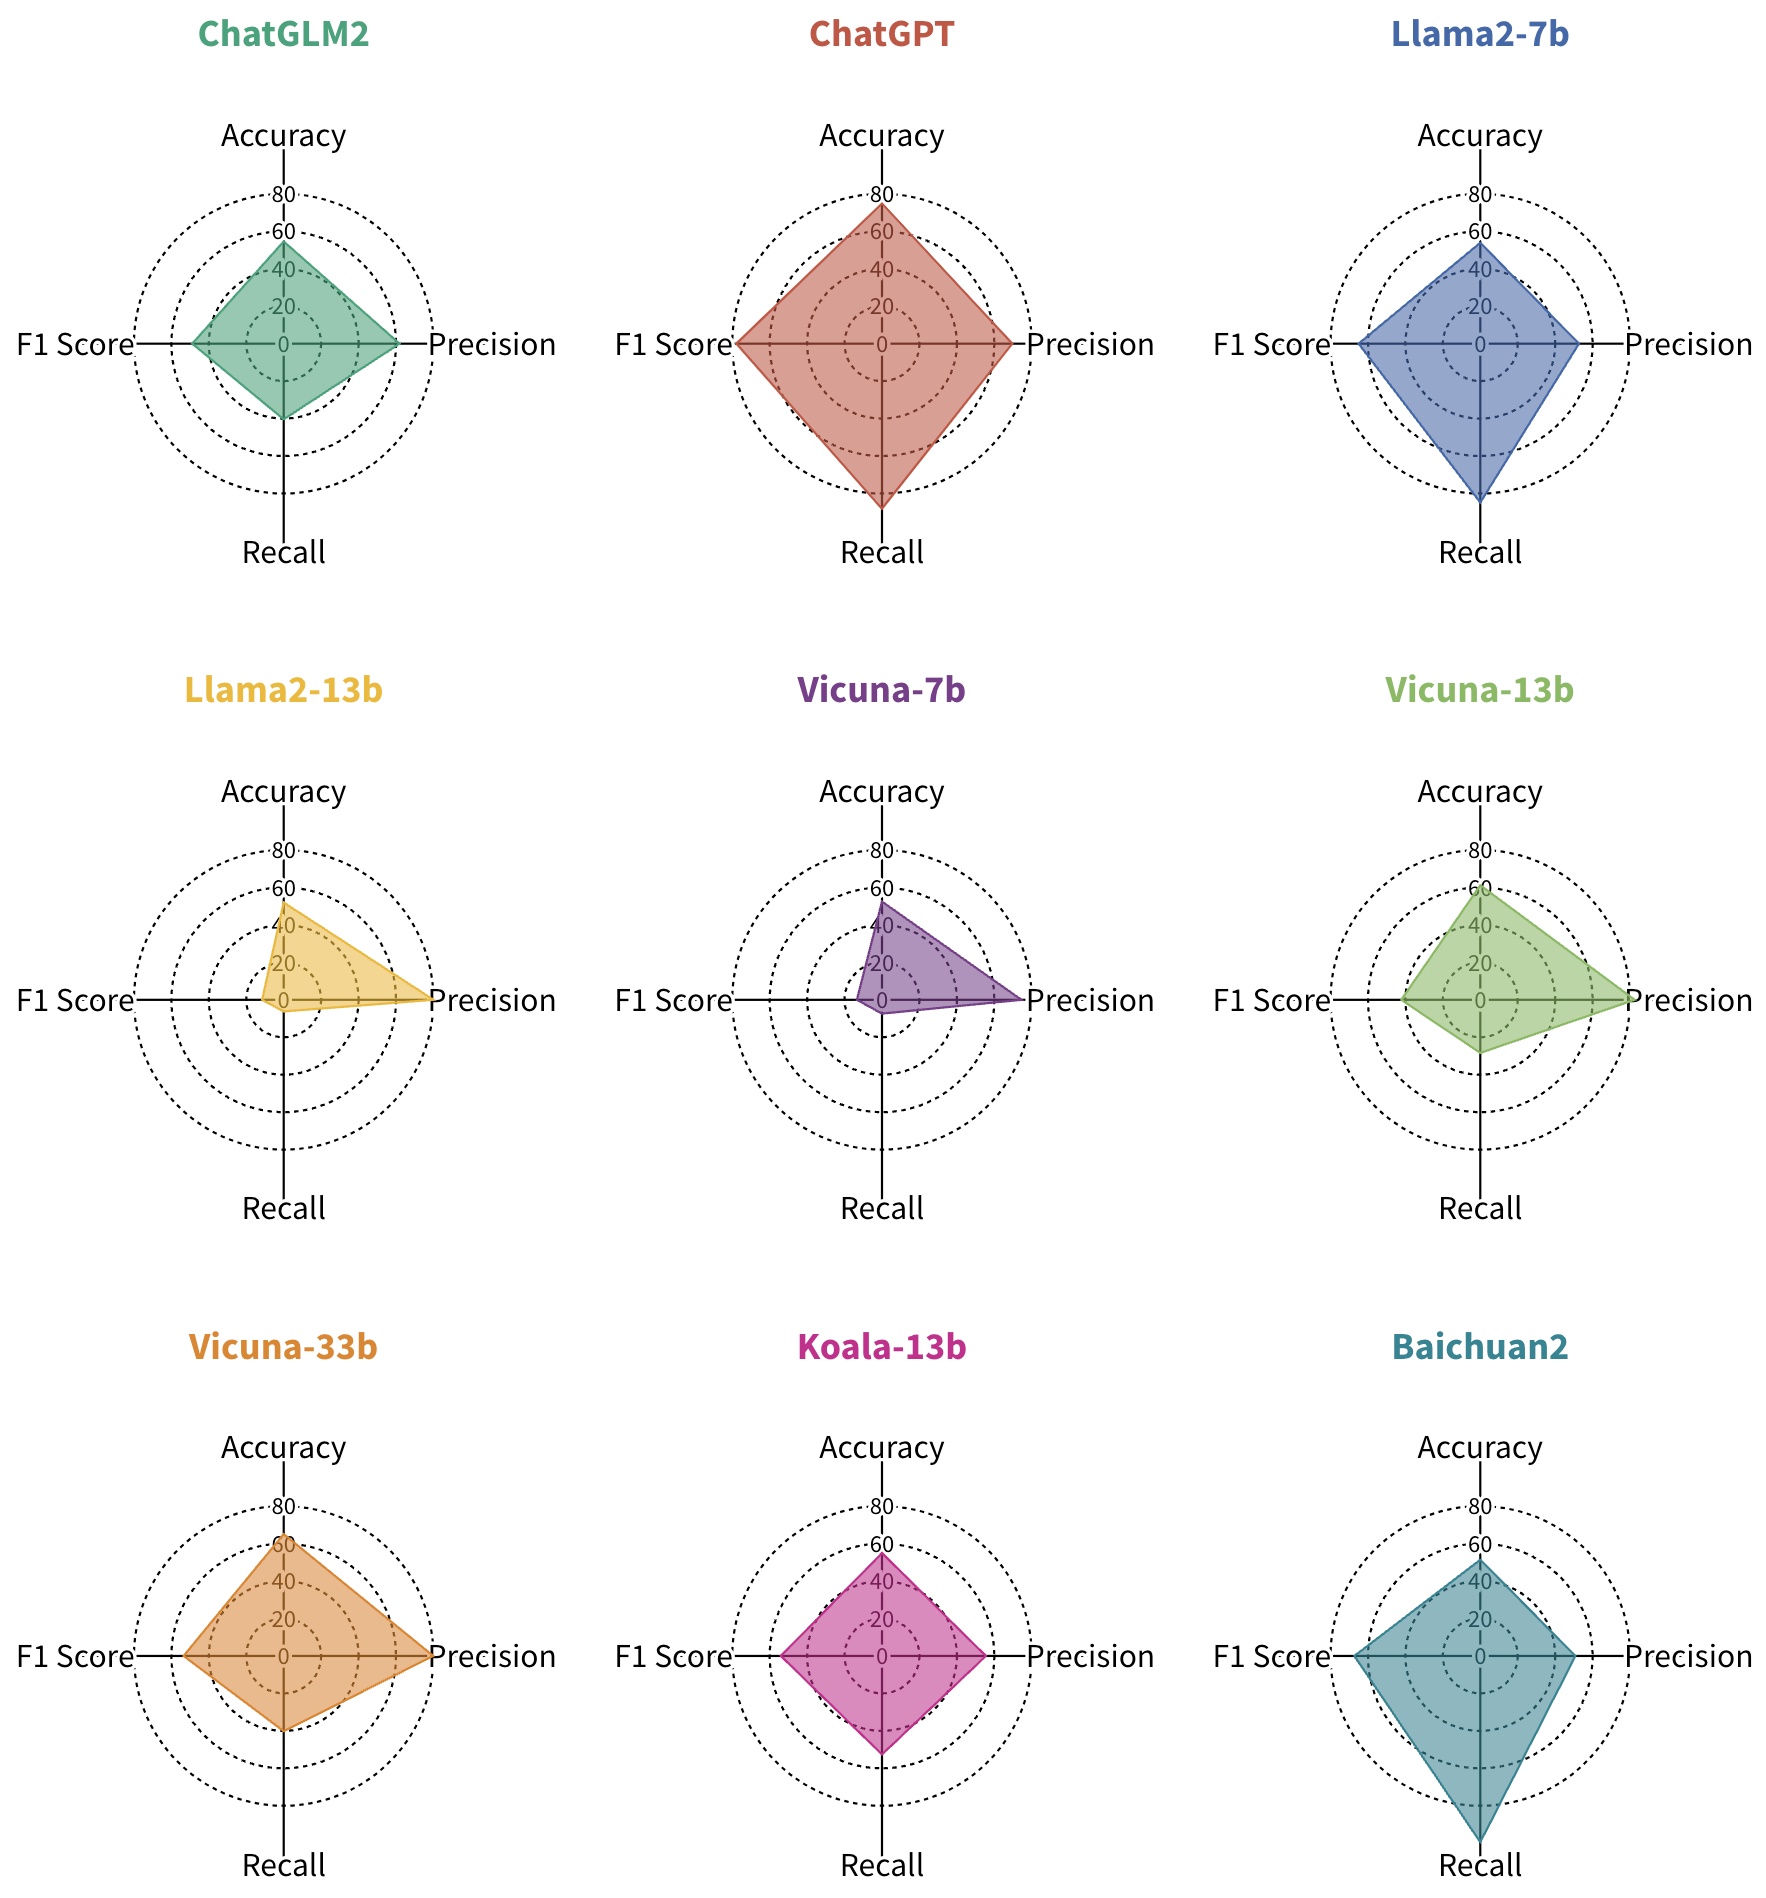 ChatGLM2
ChatGPT
Llama2-7b
Accuracy
80
60
40
20
0
F1 Score
Precision
Recall
Accuracy
80
60
40
20
0
F1 Score
Precision
Recall
Accuracy
80
60
40
20
0
F1 Score
Precision
Recall
Llama2-13b
Vicuna-7b
Vicuna-13b
Accuracy
80
60
40
20
0
F1 Score
Precision
Recall
Accuracy
80
60
40
20
0
F1 Score
Precision
Recall
Accuracy
80
60
40
20
0
F1 Score
Precision
Recall
Vicuna-33b
Koala-13b
Baichuan2
Accuracy
80
60
40
20
0
F1 Score
Precision
Recall
Accuracy
80
60
40
20
0
F1 Score
Precision
Recall
Accuracy
80
60
40
20
0
F1 Score
Precision
Recall